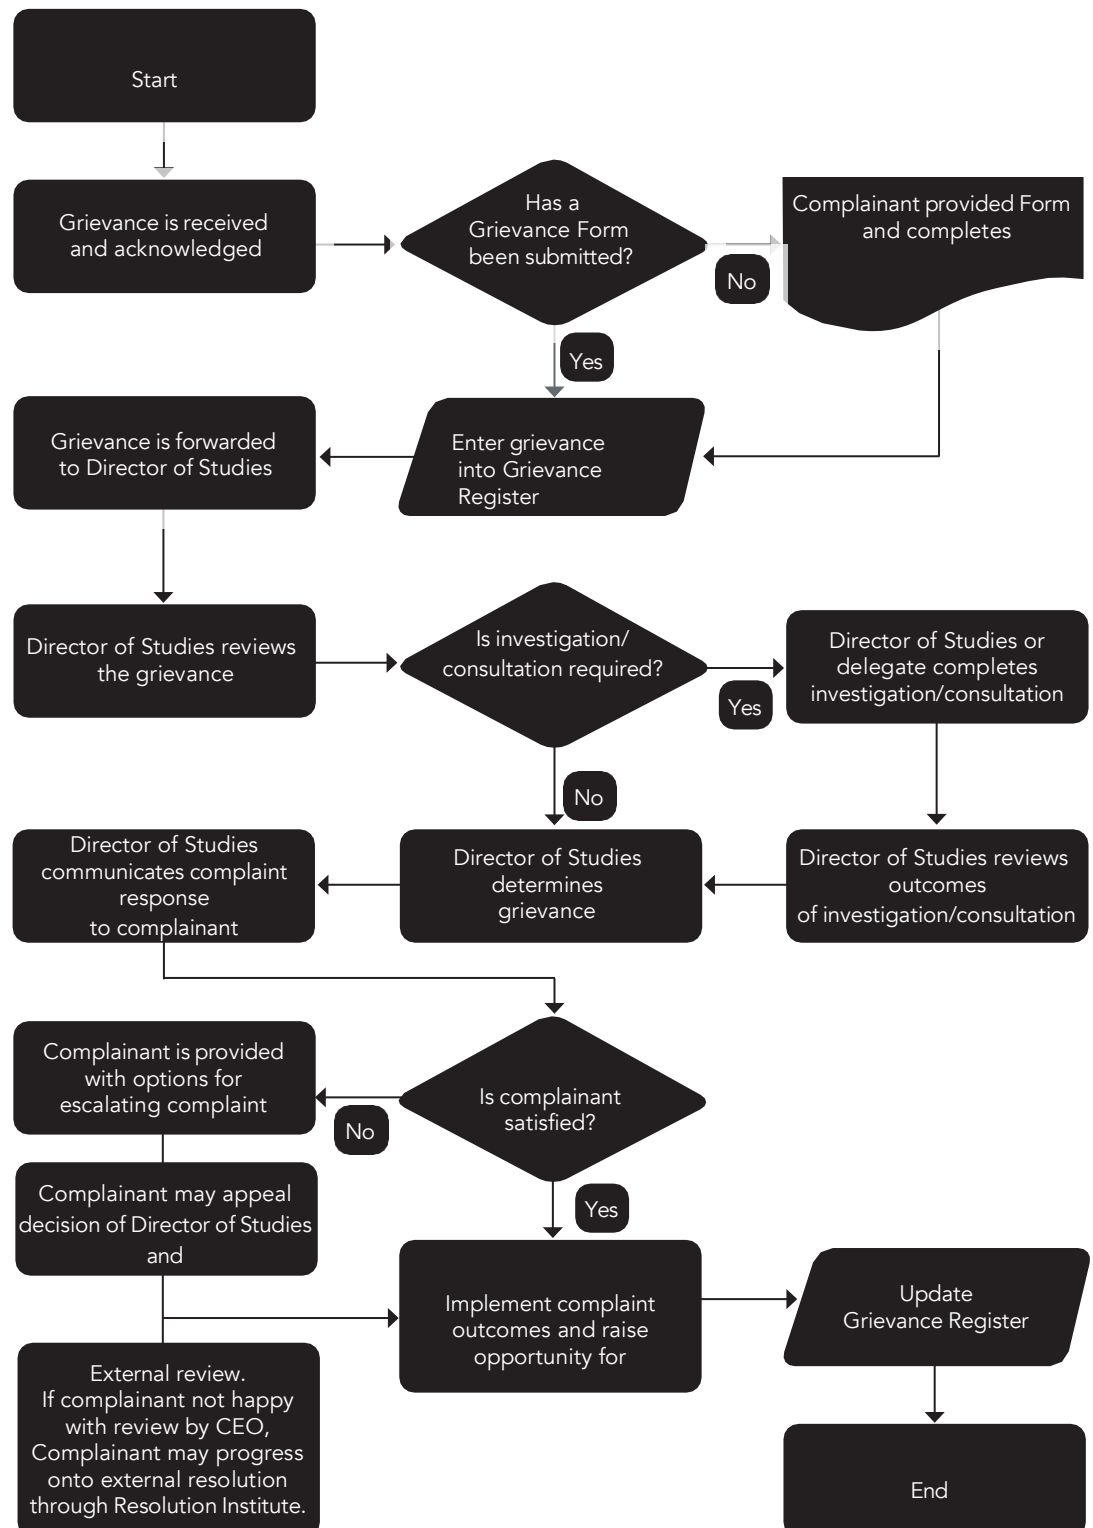 Start
Grievance is received
and acknowledged
Has a
Grievance Form
been submitted?
No
Complainant provided Form
and completes
Yes
Enter grievance
into Grievance
Register
Grievance is forwarded
to Director of Studies
Director of Studies reviews
the grievance
Is investigation/
consultation required?
Yes
Director of Studies or
delegate completes
investigation/consultation
No
Director of Studies reviews
outcomes
of investigation/consultation
Director of Studies
determines
grievance
Director of Studies
communicates complaint
response
to complainant
Is complainant
satisfied?
No
Complainant is provided
with options for
escalating complaint
Complainant may appeal
decision of Director of Studies
and
External review.
If complainant not happy
with review by CEO,
Complainant may progress
onto external resolution
through Resolution Institute.
Yes
Implement complaint
outcomes and raise
opportunity for
Update
Grievance Register
End